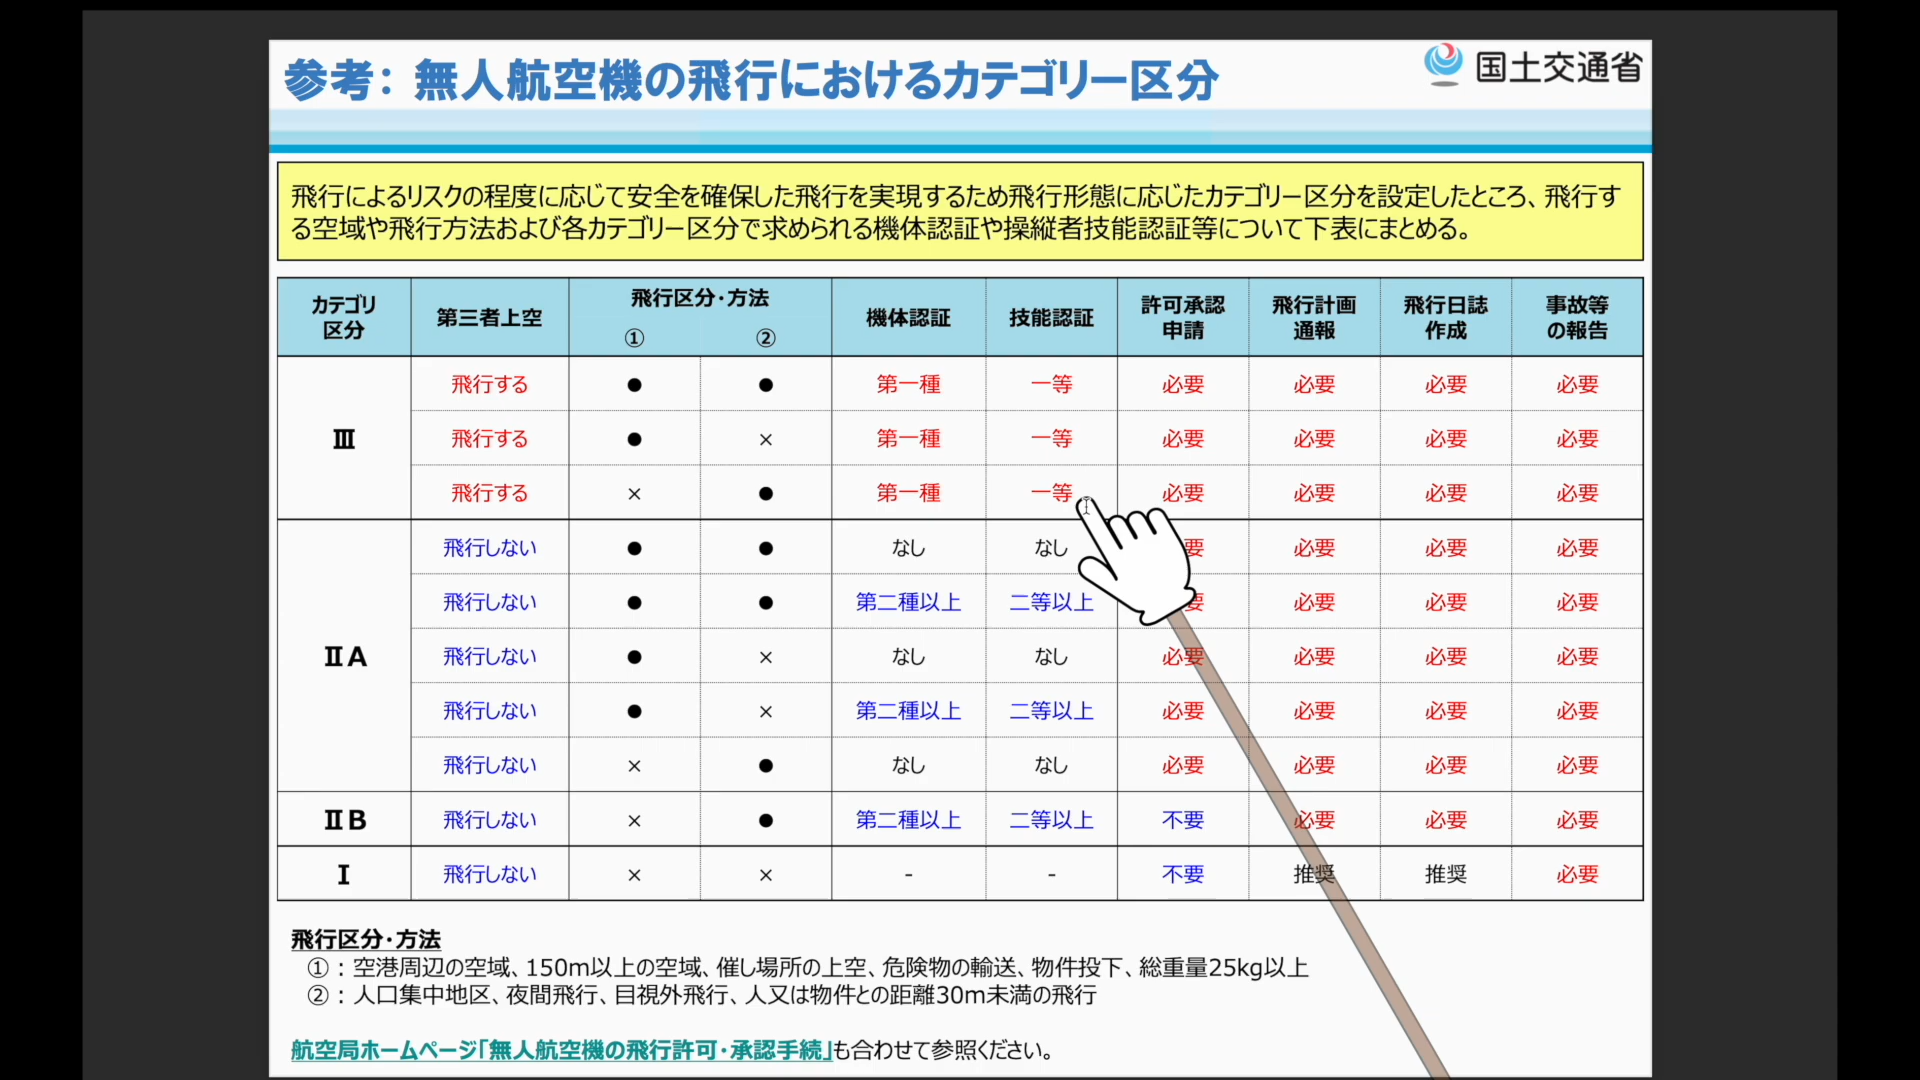 参考：無人航空機の飛行におけるカテゴリー区分
国土交通省
飛行によるリスクの程度に応じて安全を確保した飛行を実現するため飛行形態に応じたカテゴリー区分を設定したところ、飛行す
る空域や飛行方法および各カテゴリー区分で求められる機体認証や操縦者技能認証等について下表にまとめる。
カテゴリ区分 第三者上空 飛行区分・方法 ① ② 機体認証 技能認証 許可承認申請 飛行計画通報 飛行日誌作成 事故等の報告
Ⅲ 飛行する ● ● 第一種 一等 必要 必要 必要 必要
飛行する ● × 第一種 一等 必要 必要 必要 必要
飛行する × ● 第一種 一等 必要 必要 必要 必要
ⅡA 飛行しない ● ● なし なし 要 必要 必要 必要
飛行しない ● ● 第二種以上 二等以上 要 必要 必要 必要
飛行しない ● × なし なし 必要 必要 必要 必要
飛行しない ● × 第二種以上 二等以上 必要 必要 必要 必要
飛行しない × ● なし なし 必要 必要 必要 必要
ⅡB 飛行しない × ● 第二種以上 二等以上 不要 必要 必要 必要
Ⅰ 飛行しない × × - - 不要 推奨 推奨 必要
飛行区分・方法
①：空港周辺の空域、150m以上の空域、催し場所の上空、危険物の輸送、物件投下、総重量25kg以上
②：人口集中地区、夜間飛行、目視外飛行、人又は物件との距離30m未満の飛行
航空局ホームページ「無人航空機の飛行許可・承認手続」も合わせて参照ください。